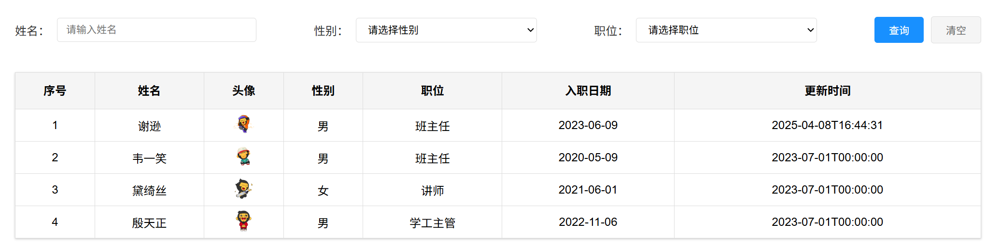 姓名： 请输入姓名 性别： 请选择性别 职位： 请选择职位 查询 清空
序号 姓名 头像 性别 职位 入职日期 更新时间
1 谢逊 男 班主任 2023-06-09 2025-04-08T16:44:31
2 韦一笑 男 班主任 2020-05-09 2023-07-01T00:00:00
3 黛绮丝 女 讲师 2021-06-01 2023-07-01T00:00:00
4 殷天正 男 学工主管 2022-11-06 2023-07-01T00:00:00